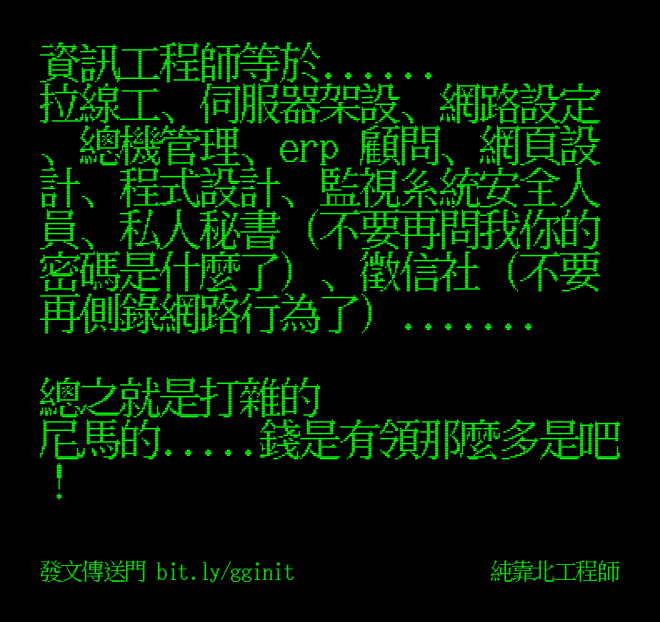 資訊工程師等於......
拉線工、伺服器架設、網路設定
、總機管理、erp 顧問、網頁設
計、程式設計、監視系統安全人
員、私人秘書（不要再問我你的
密碼是什麼了）、徵信社（不要
再側錄網路行為了）.......
總之就是打雜的
尼馬的.....錢是有領那麼多是吧
！
發文傳送門 bit.ly/gginit
純靠北工程師